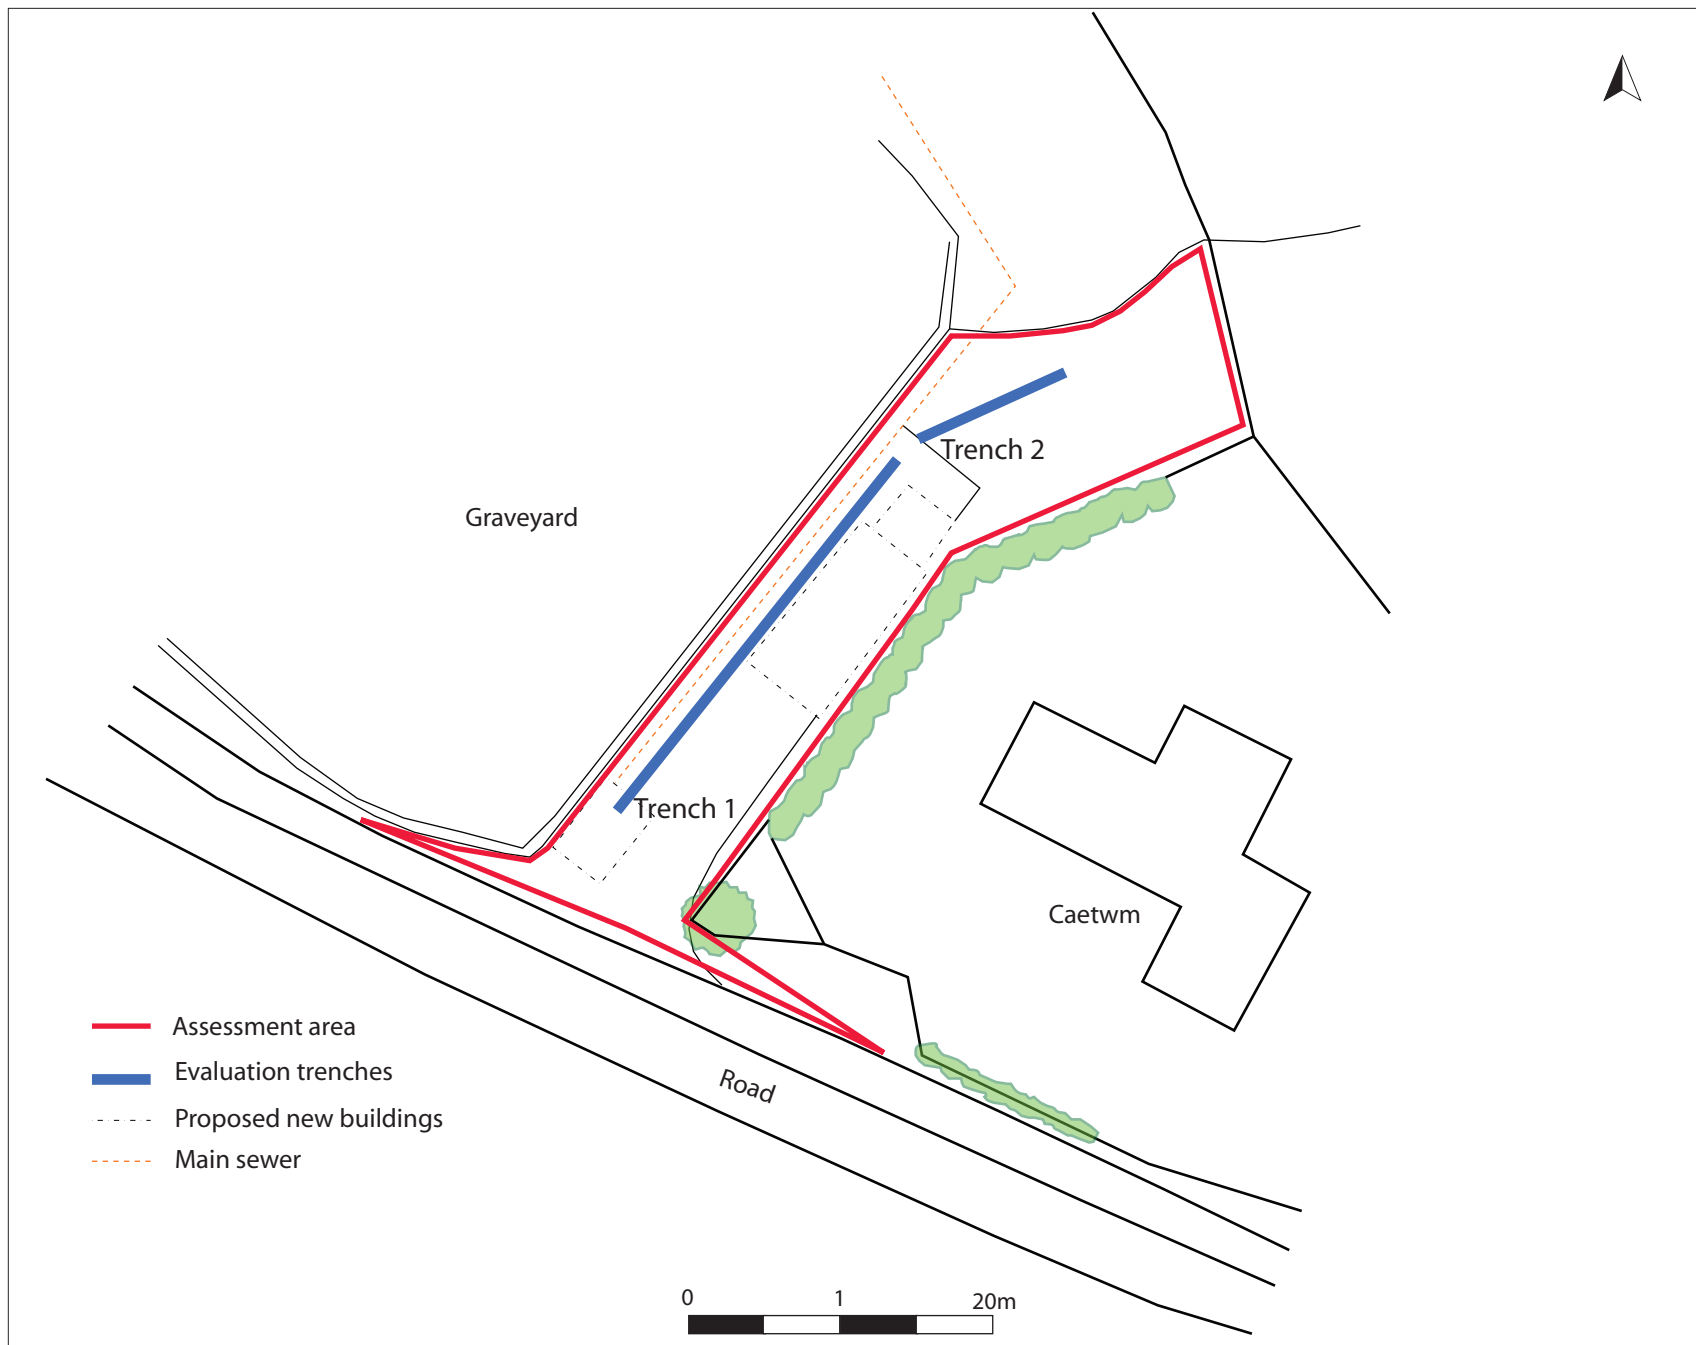 Trench 2
Graveyard
Trench 1
Caetwm
Assessment area
Evaluation trenches
Road
Proposed new buildings
Main sewer
0 1 20m